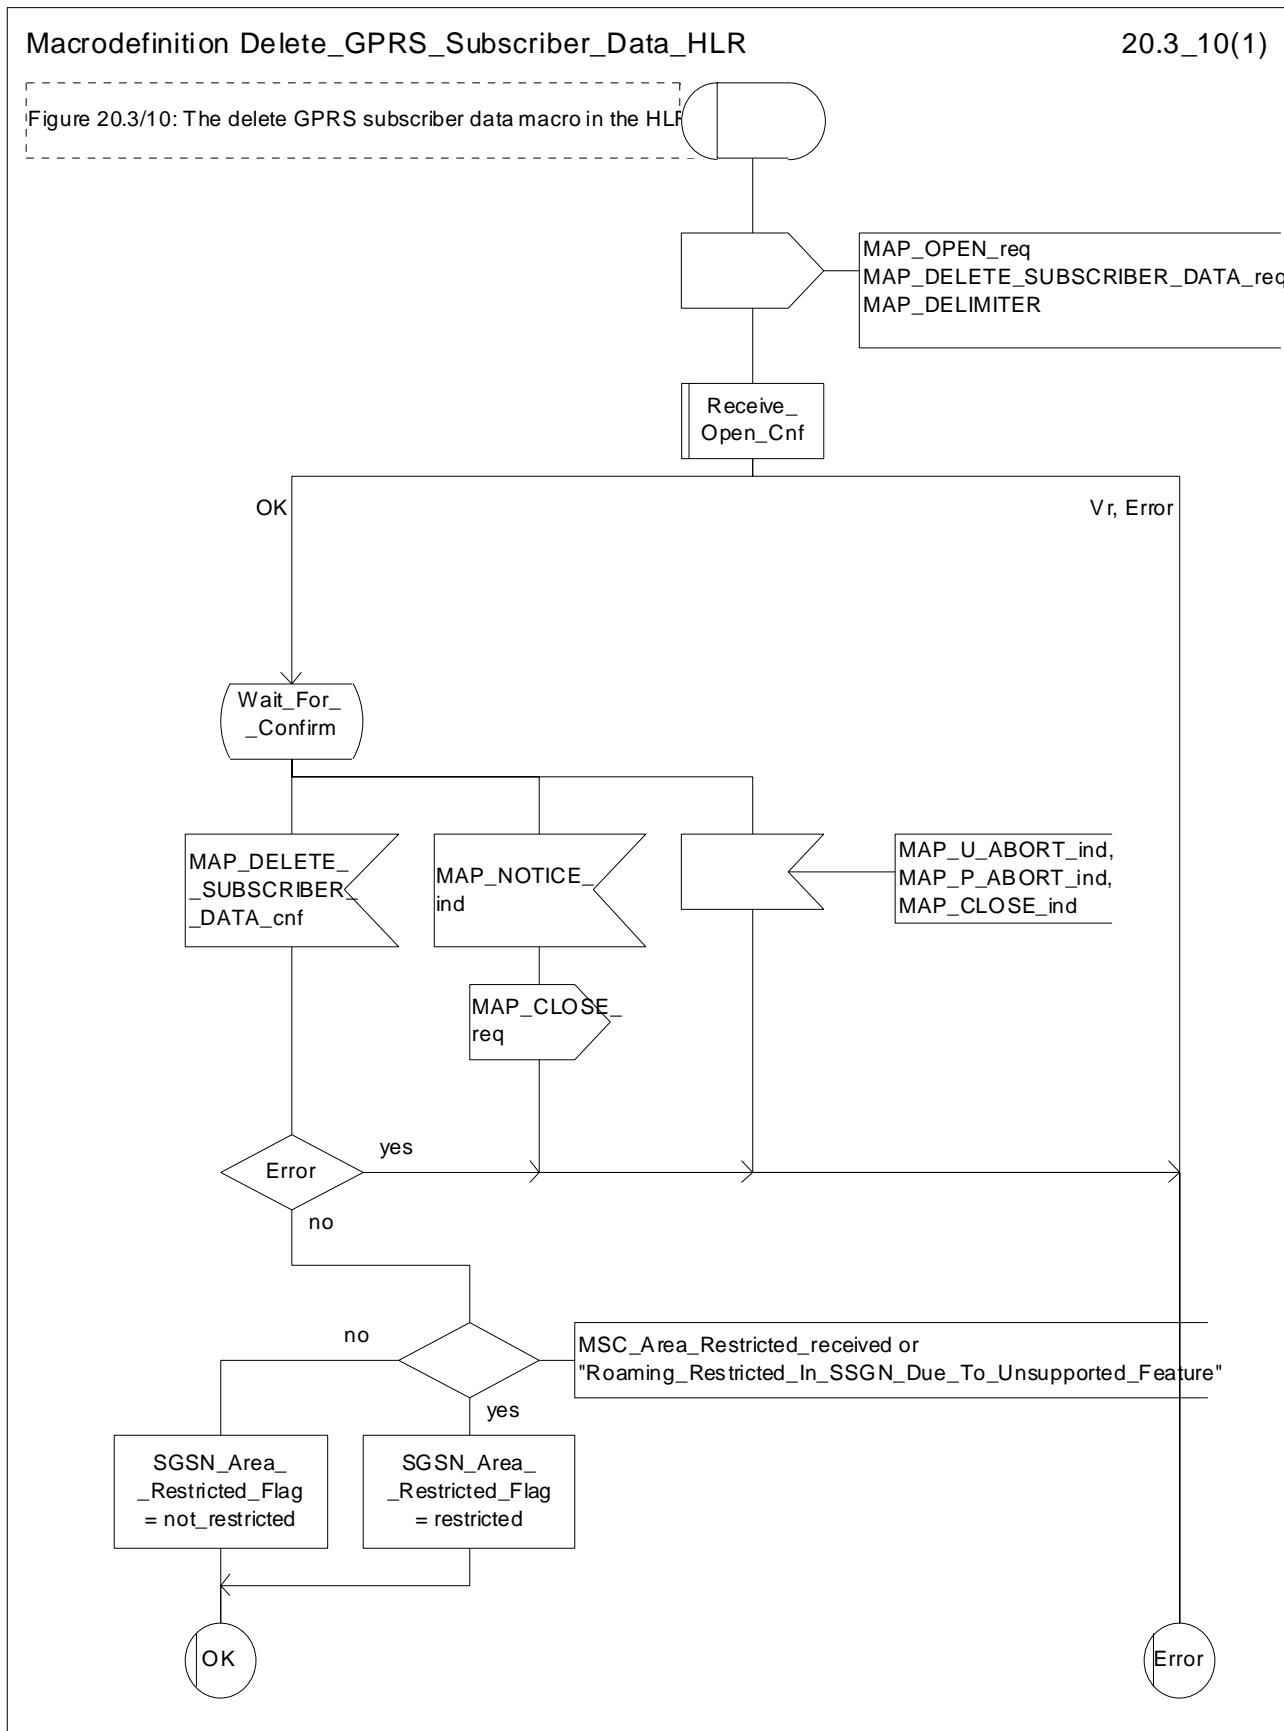 Macrodefinition Delete_GPRS_Subscriber_Data_HLR
20.3_10(1)
Figure 20.3/10: The delete GPRS subscriber data macro in the HLR
MAP_OPEN_req
MAP_DELETE_SUBSCRIBER_DATA_req
MAP_DELIMITER
Receive_
Open_Cnf
OK
Vr, Error
Wait_For_
_Confirm
MAP_DELETE_
_SUBSCRIBER_
_DATA_cnf
MAP_NOTICE_
ind
MAP_U_ABORT_ind,
MAP_P_ABORT_ind,
MAP_CLOSE_ind
MAP_CLOSE_
req
Error
yes
no
no
MSC_Area_Restricted_received or
"Roaming_Restricted_In_SSGN_Due_To_Unsupported_Feature"
yes
SGSN_Area_
_Restricted_Flag
= not_restricted
SGSN_Area_
_Restricted_Flag
= restricted
OK
Error